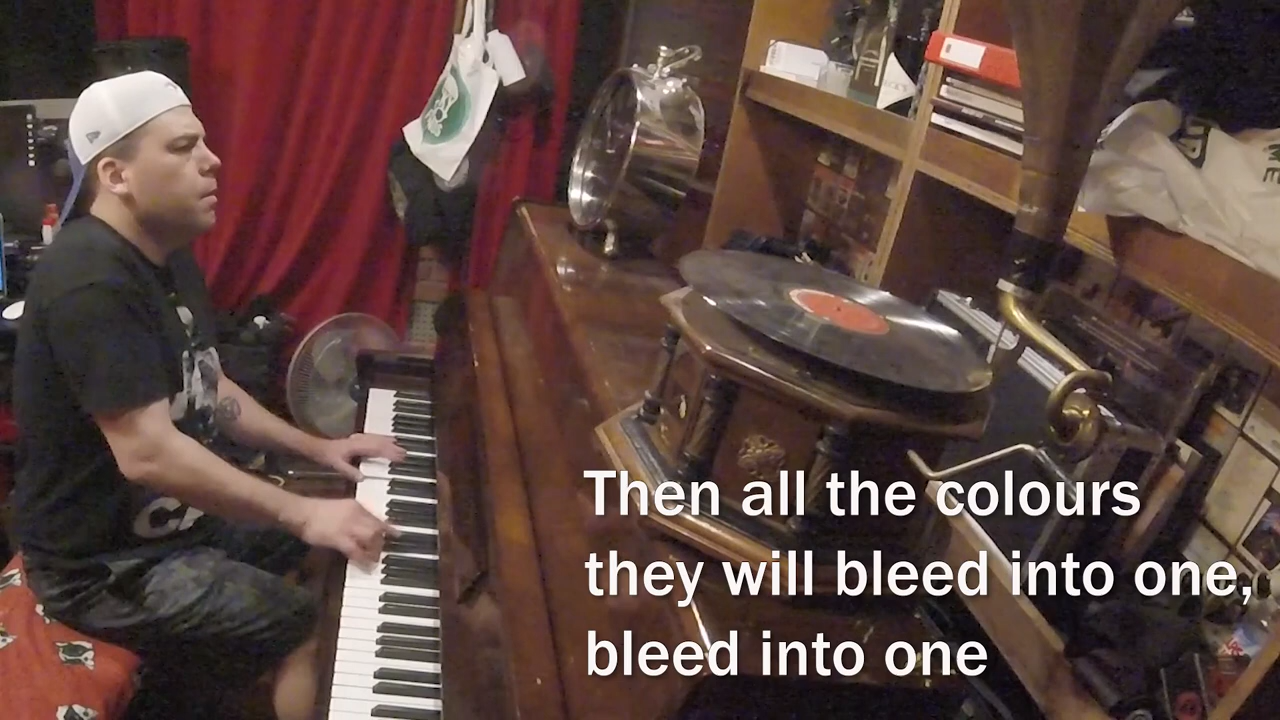 Then all the colours
they will bleed into one,
bleed into one